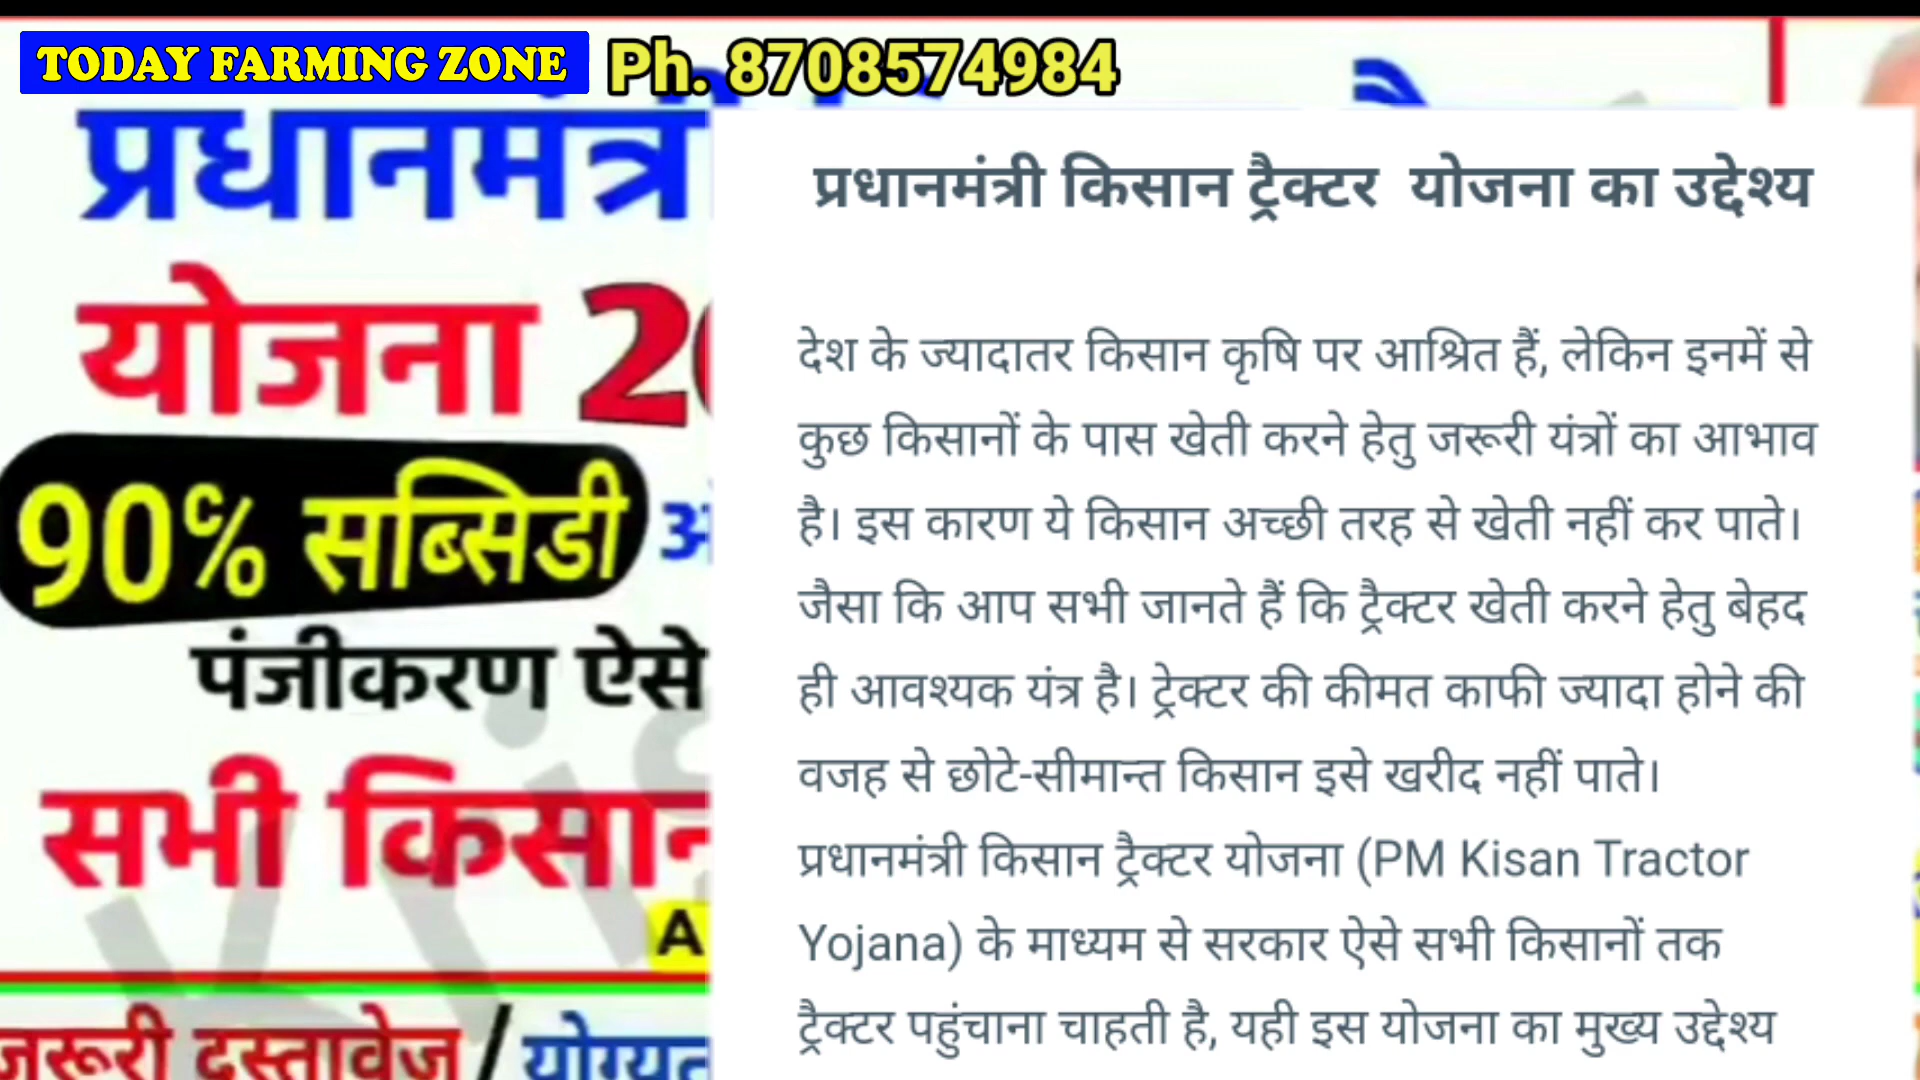 TODAY FARMING ZONE Ph. 8708574984
योजना
90% सब्सिडी
पंजीकरण ऐसे
सभी
जरूरी दस्तावेज /
प्रधानमंत्री किसान ट्रैक्टर योजना का उद्देश्य
देश के ज्यादातर किसान कृषि पर आश्रित हैं, लेकिन इनमें से
कुछ किसानों के पास खेती करने हेतु जरूरी यंत्रों का आभाव
है। इस कारण ये किसान अच्छी तरह से खेती नहीं कर पाते।
जैसा कि आप सभी जानते हैं कि ट्रैक्टर खेती करने हेतु बेहद
ही आवश्यक यंत्र है। ट्रेक्टर की कीमत काफी ज्यादा होने की
वजह से छोटे-सीमान्त किसान इसे खरीद नहीं पाते।
प्रधानमंत्री किसान ट्रैक्टर योजना (PM Kisan Tractor
Yojana) के माध्यम से सरकार ऐसे सभी किसानों तक
ट्रैक्टर पहुंचाना चाहती है, यही इस योजना का मुख्य उद्देश्य